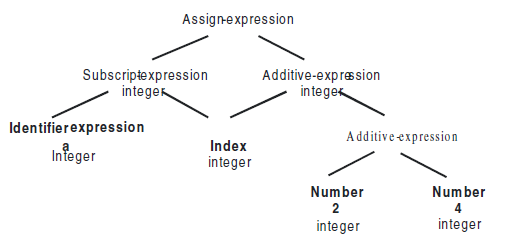 Assign-expression
Subscript-expression
integer
Additive-expression
integer
Identifier expression
a
Integer
Index
integer
Additive-expression
Number
2
integer
Number
4
integer